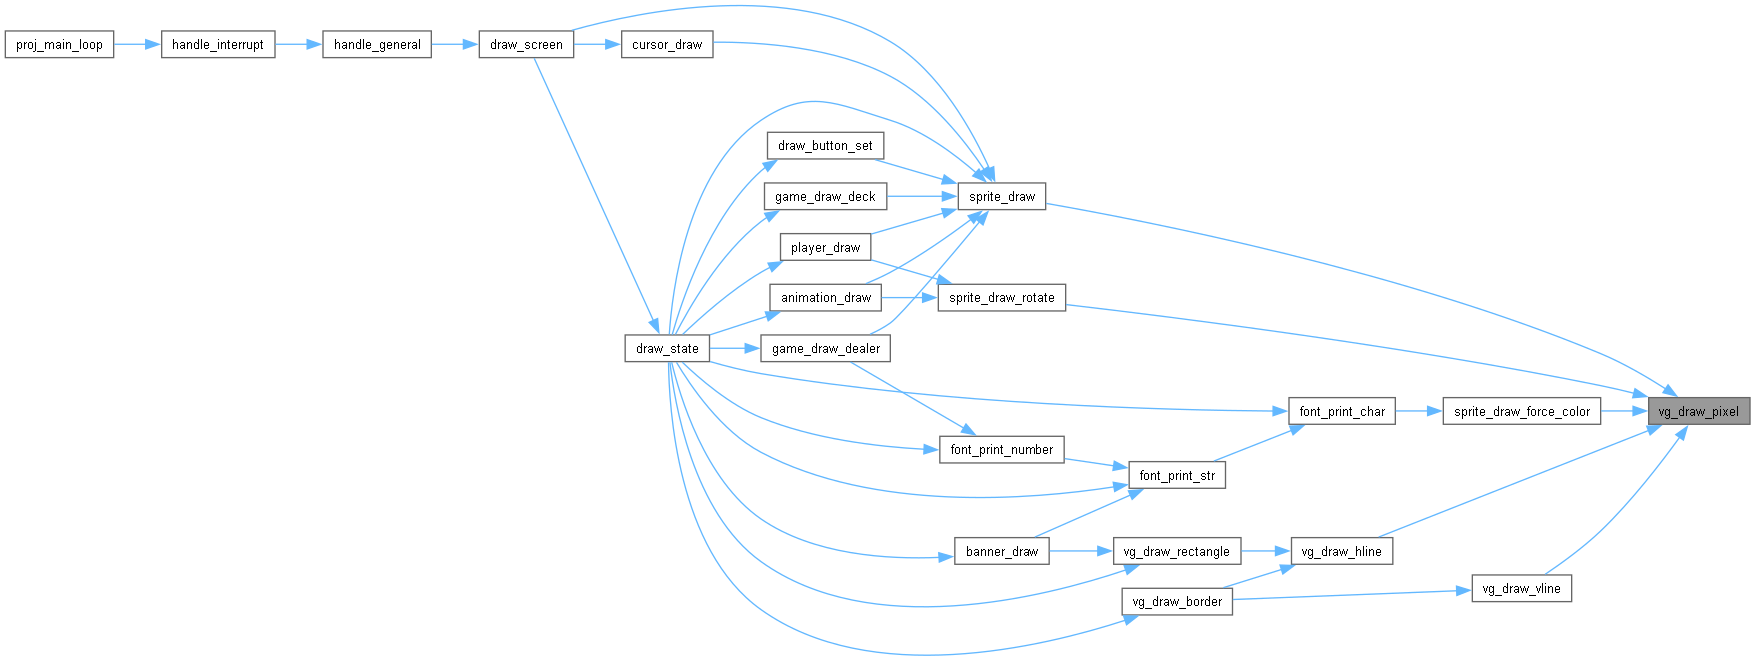 proj_main_loop
handle_interrupt
handle_general
draw_screen
cursor_draw
draw_button_set
game_draw_deck
sprite_draw
player_draw
animation_draw
sprite_draw_rotate
draw_state
game_draw_dealer
font_print_char
sprite_draw_force_color
vg_draw_pixel
font_print_number
font_print_str
banner_draw
vg_draw_rectangle
vg_draw_hline
vg_draw_vline
vg_draw_border